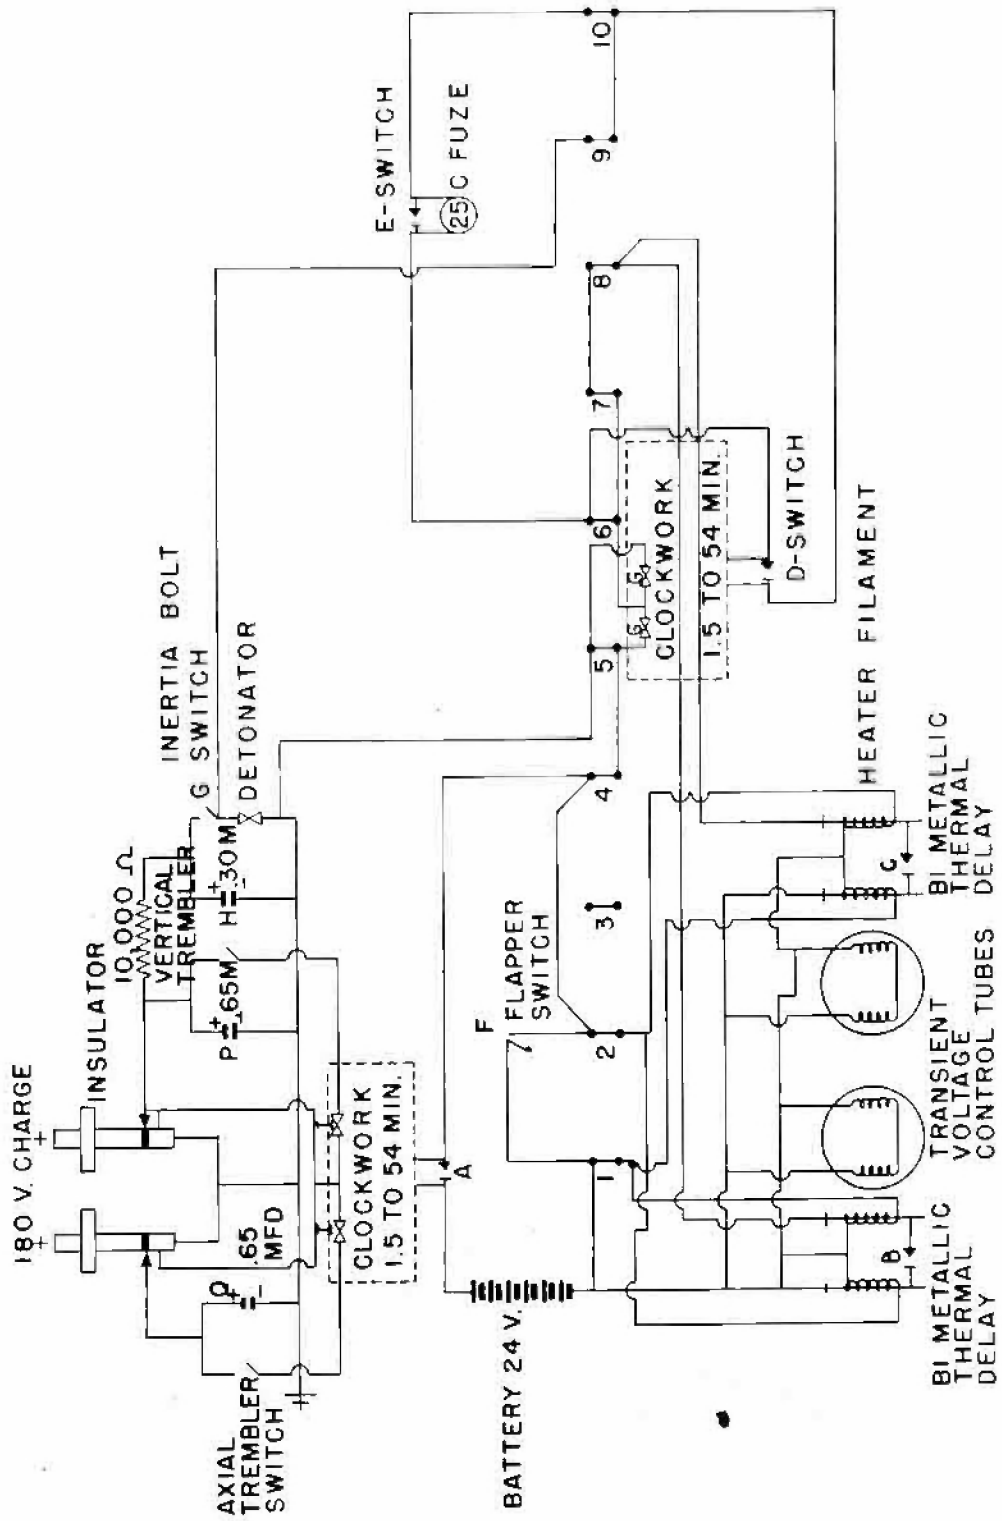 180 V. CHARGE
+
+
INSULATOR
10,000 Ω
VERTICAL
TREMBLER
INERTIA BOLT
G SWITCH
DETONATOR
AXIAL
TREMBLER
SWITCH
Q
+
-
.65
MFD
P
+
-
.65M
H
+
-
.30M
CLOCKWORK
1.5 TO 54 MIN.
A
BATTERY 24 V.
F
FLAPPER
SWITCH
E-SWITCH
25 C FUZE
1
2
3
4
5
6
7
8
9
10
G
G
CLOCKWORK
1.5 TO 54 MIN.
D-SWITCH
HEATER FILAMENT
B
C
BI METALLIC
THERMAL
DELAY
TRANSIENT
VOLTAGE
CONTROL TUBES
BI METALLIC
THERMAL
DELAY